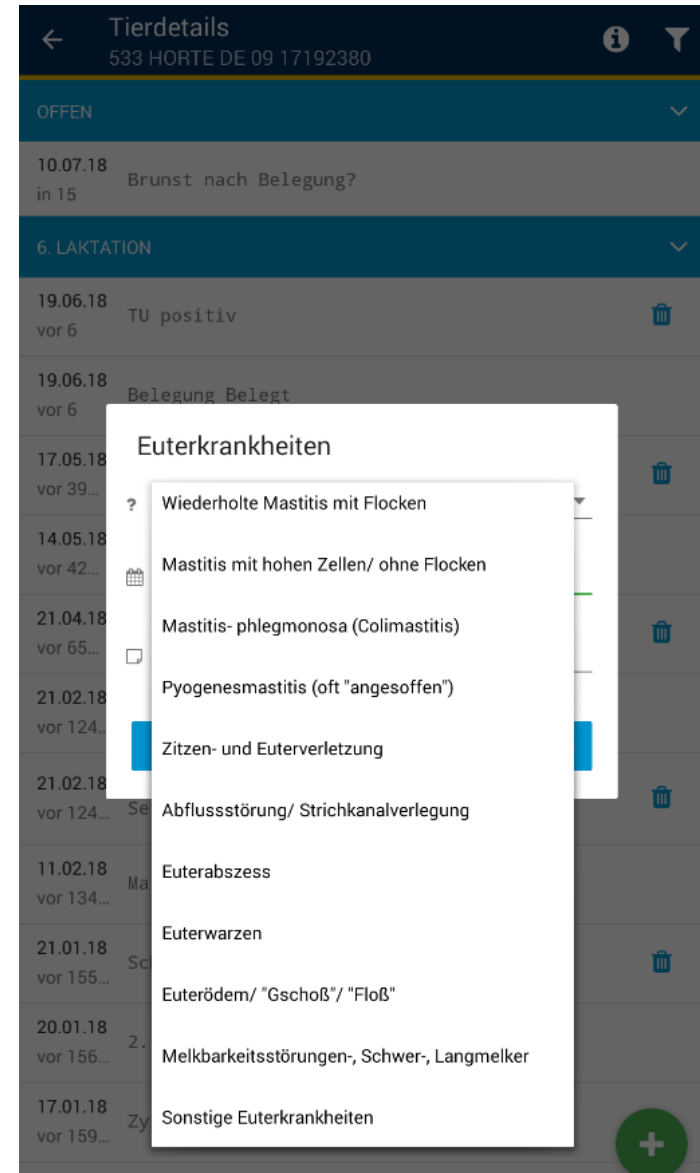 Tierdetails
533 HORTE DE 09 17192380
OFFEN
10.07.18
in 15
Brunst nach Belegung?
6. LAKTATION
19.06.18
vor 6
TU positiv
19.06.18
vor 6
Belegung Belegt
17.05.18
vor 39...
14.05.18
vor 42...
21.04.18
vor 65...
21.02.18
vor 124..
21.02.18
vor 124...
Se
11.02.18
vor 134...
Ma
21.01.18
vor 155...
Sc
20.01.18
vor 156...
2.
17.01.18
vor 159...
Zy
Euterkrankheiten
?
Wiederholte Mastitis mit Flocken
Mastitis mit hohen Zellen/ ohne Flocken
Mastitis- phlegmonosa (Colimastitis)
Pyogenesmastitis (oft "angesoffen")
Zitzen- und Euterverletzung
Abflussstörung/ Strichkanalverlegung
Euterabszess
Euterwarzen
Euterödem/ "Gschoß"/ "Floß"
Melkbarkeitsstörungen-, Schwer-, Langmelker
Sonstige Euterkrankheiten